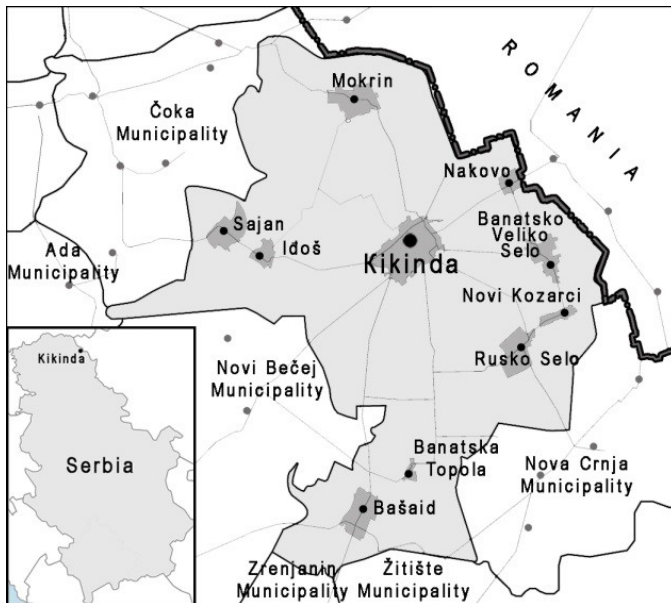 ROMANIA
Mokrin
Čoka
Municipality
Nakovo
Sajan
Banatsko
Veliko
Selo
Iđoš
Ada
Municipality
Kikinda
Novi Kozarci
Kikinda
Novi Bečej
Municipality
Rusko Selo
Serbia
Banatska
Topola
Nova Crnja
Municipality
Bašaid
Zrenjanin
Municipality
Žitište
Municipality